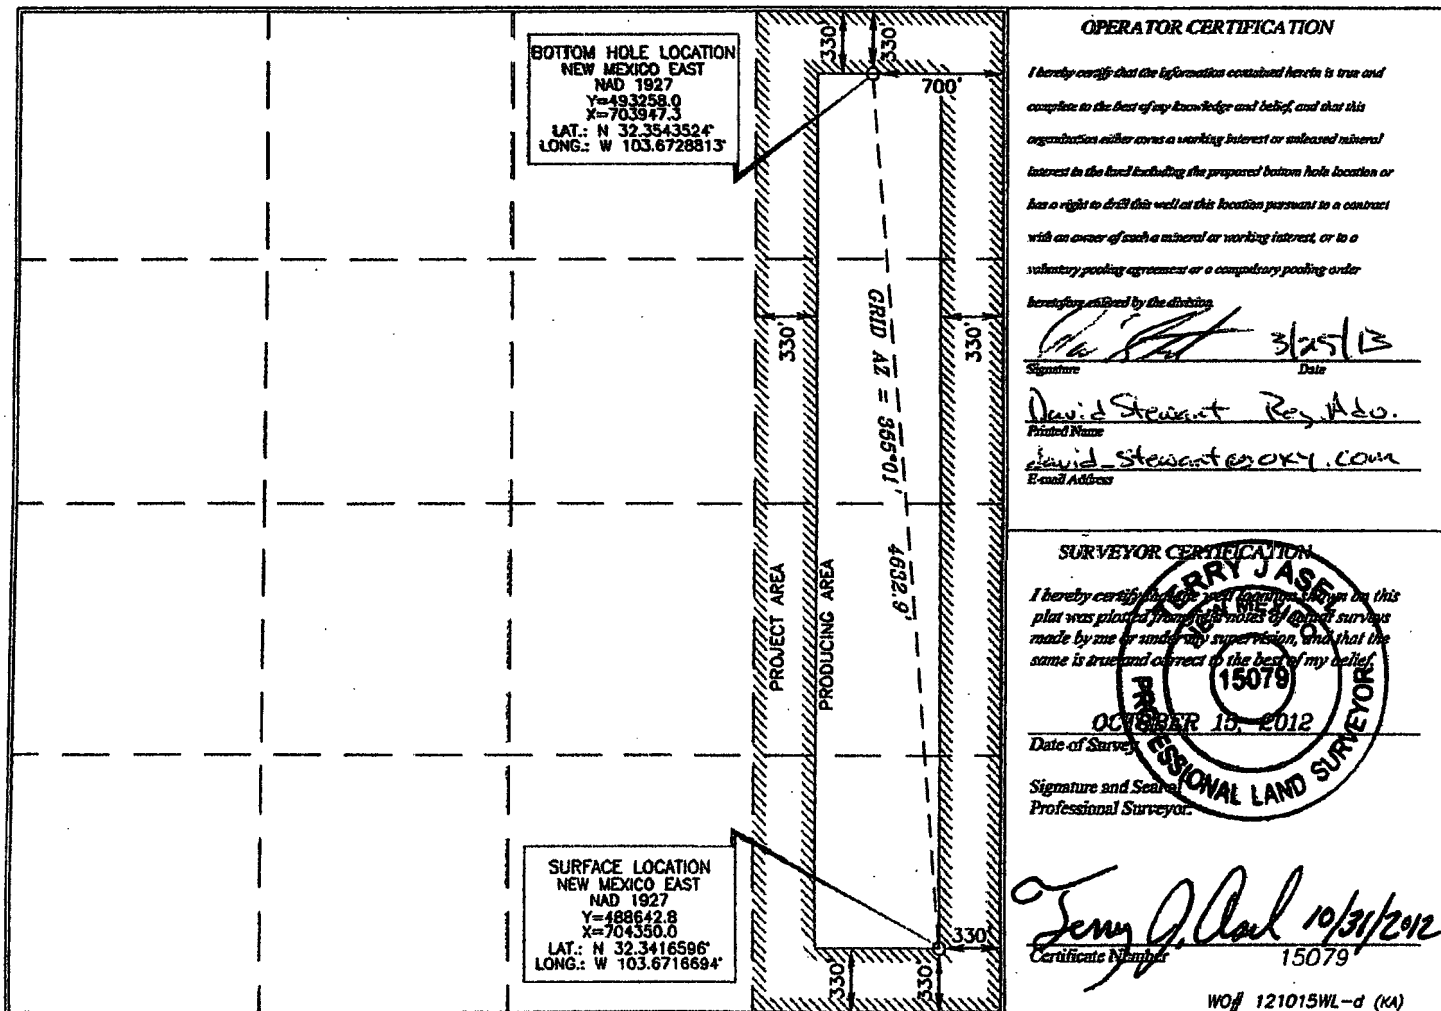 BOTTOM HOLE LOCATION
NEW MEXICO EAST
NAD 1927
Y=493258.0
X=703947.3
LAT.: N 32.3543524°
LONG.: W 103.6728813°
330'
330'
700'
330'
330'
GRID AZ = 355°01'
4632.9'
PROJECT AREA
PRODUCING AREA
SURFACE LOCATION
NEW MEXICO EAST
NAD 1927
Y=488642.8
X=704350.0
LAT.: N 32.3416596°
LONG.: W 103.6716694°
330'
330'
330'
OPERATOR CERTIFICATION
I hereby certify that the information contained herein is true and
complete to the best of my knowledge and belief, and that this
organization either owns a working interest or unleased mineral
interest in the land including the proposed bottom hole location or
has a right to drill this well at this location pursuant to a contract
with an owner of such a mineral or working interest, or to a
voluntary pooling agreement or a compulsory pooling order
heretofore entered by the division.
3/25/13
Signature Date
David Stewart Reg. Adv.
Printed Name
david_stewart@oxy.com
E-mail Address
SURVEYOR CERTIFICATION
I hereby certify that the well location shown on this
plat was plotted from field notes of actual surveys
made by me or under my supervision, and that the
same is true and correct to the best of my belief.
TERRY J ASEL
NEW MEXICO
15079
PROFESSIONAL LAND SURVEYOR
OCTOBER 15, 2012
Date of Survey
Signature and Seal of
Professional Surveyor:
Terry J. Asel 10/31/2012
Certificate Number 15079
WO# 121015WL-d (KA)